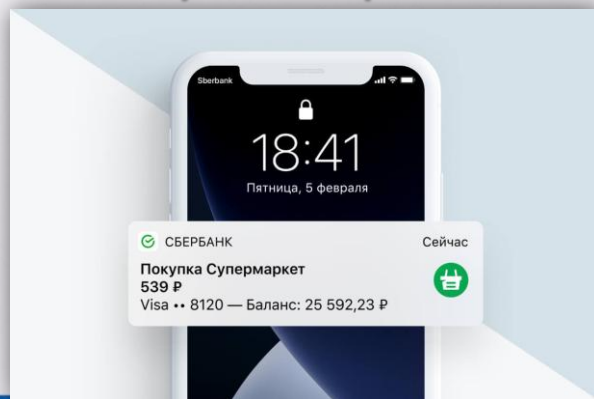 Sberbank
18:41
Пятница, 5 февраля
СБЕРБАНК Сейчас
Покупка Супермаркет
539 ₽
Visa •• 8120 — Баланс: 25 592,23 ₽